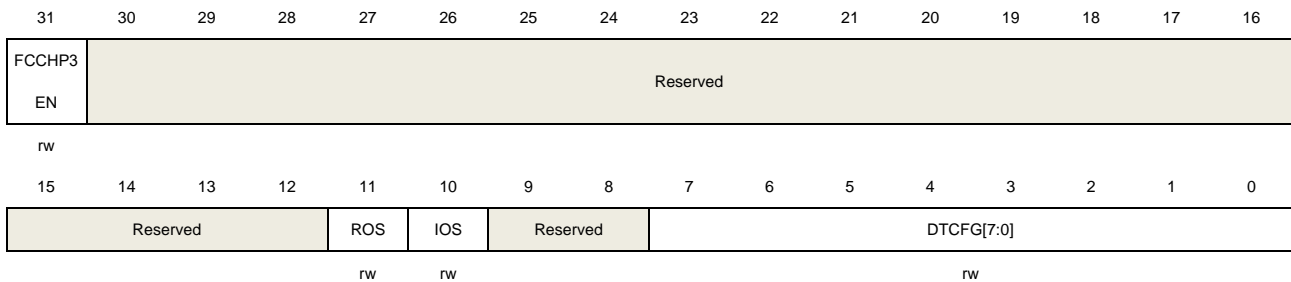 31 30 29 28 27 26 25 24 23 22 21 20 19 18 17 16
FCCHP3
EN
Reserved
rw
15 14 13 12 11 10 9 8 7 6 5 4 3 2 1 0
Reserved ROS IOS Reserved DTCFG[7:0]
rw rw rw